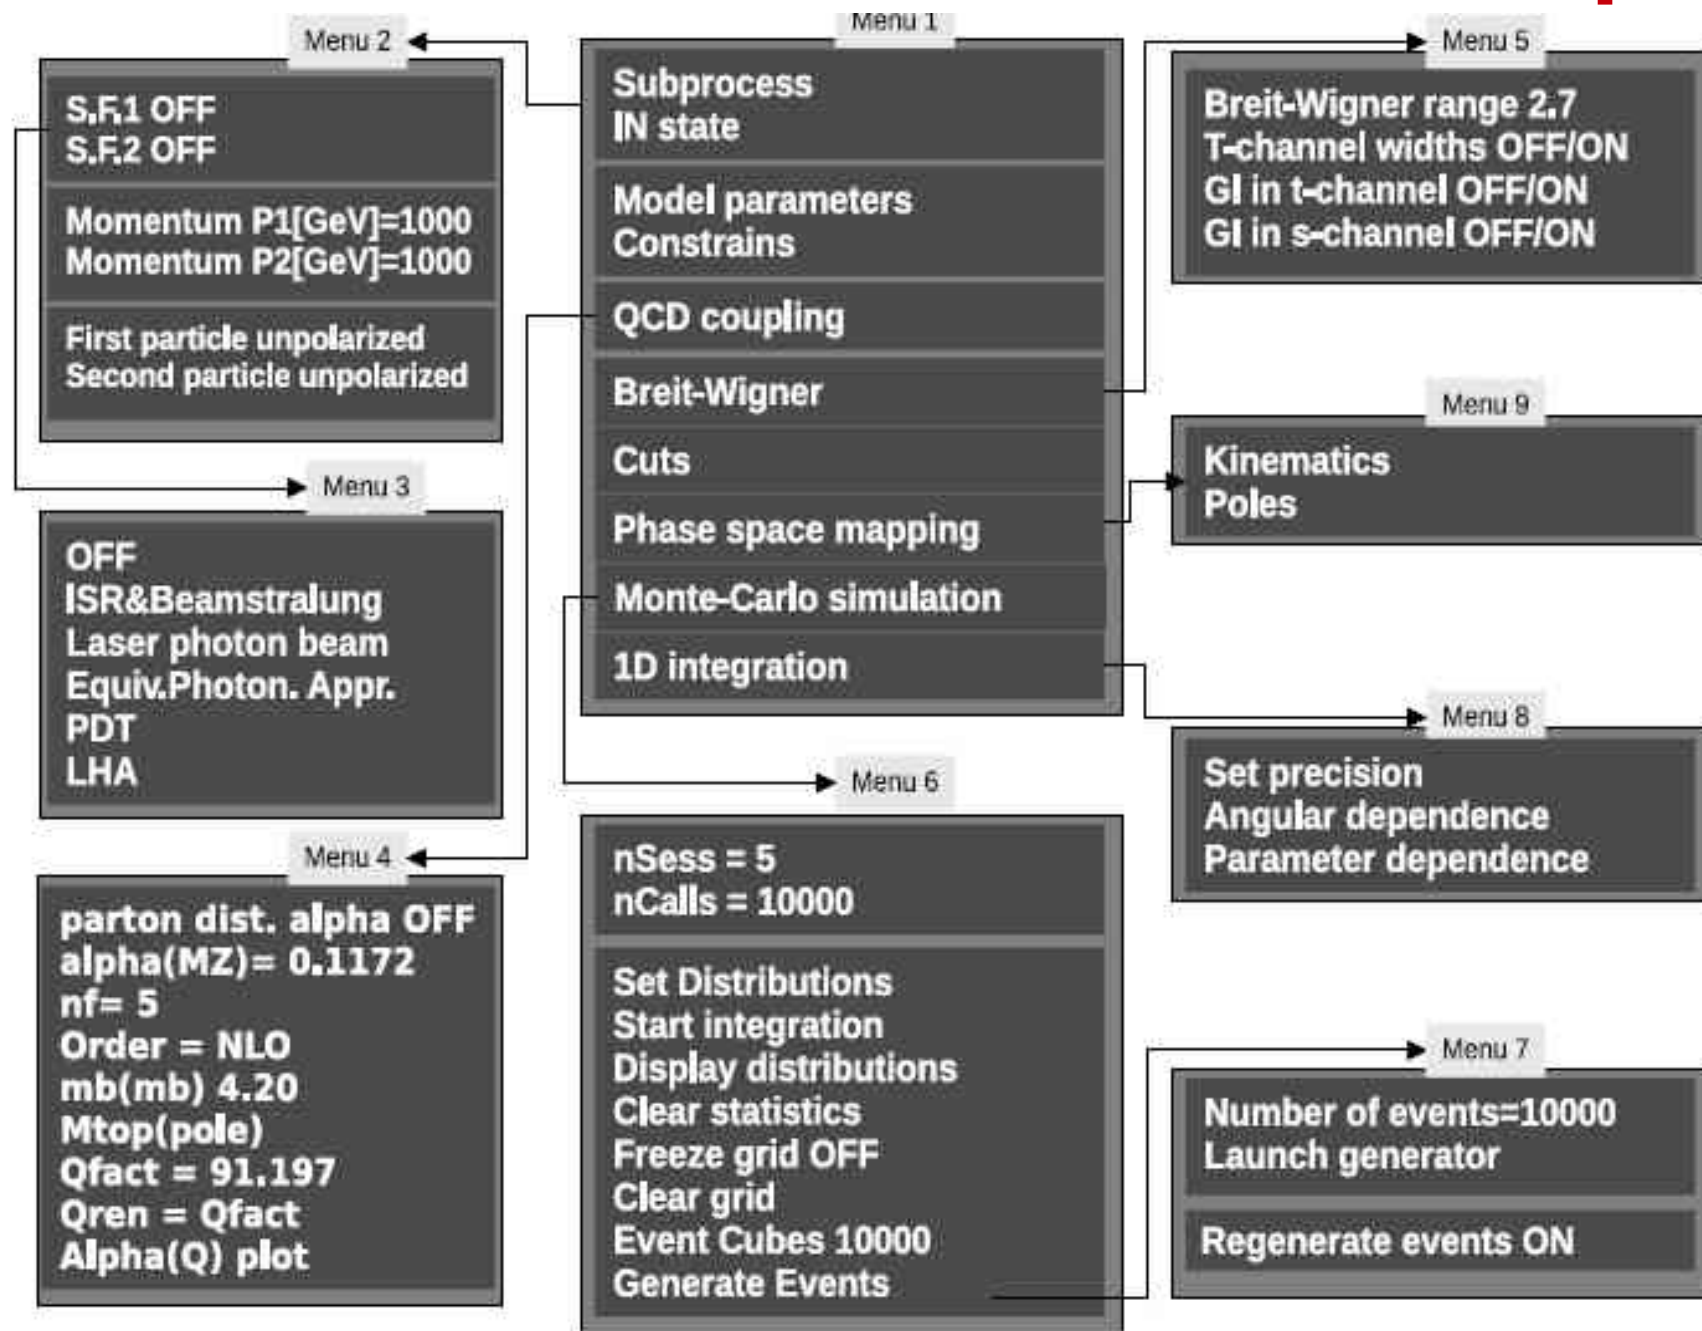 Menu 1
Subprocess
IN state
Model parameters
Constrains
QCD coupling
Breit-Wigner
Cuts
Phase space mapping
Monte-Carlo simulation
1D integration
Menu 2
S.F.1 OFF
S.F.2 OFF
Momentum P1[GeV]=1000
Momentum P2[GeV]=1000
First particle unpolarized
Second particle unpolarized
Menu 3
OFF
ISR&Beamstralung
Laser photon beam
Equiv.Photon. Appr.
PDT
LHA
Menu 4
parton dist. alpha OFF
alpha(MZ)= 0.1172
nf= 5
Order = NLO
mb(mb) 4.20
Mtop(pole)
Qfact = 91.197
Qren = Qfact
Alpha(Q) plot
Menu 5
Breit-Wigner range 2.7
T-channel widths OFF/ON
GI in t-channel OFF/ON
GI in s-channel OFF/ON
Menu 6
nSess = 5
nCalls = 10000
Set Distributions
Start integration
Display distributions
Clear statistics
Freeze grid OFF
Clear grid
Event Cubes 10000
Generate Events
Menu 7
Number of events=10000
Launch generator
Regenerate events ON
Menu 8
Set precision
Angular dependence
Parameter dependence
Menu 9
Kinematics
Poles